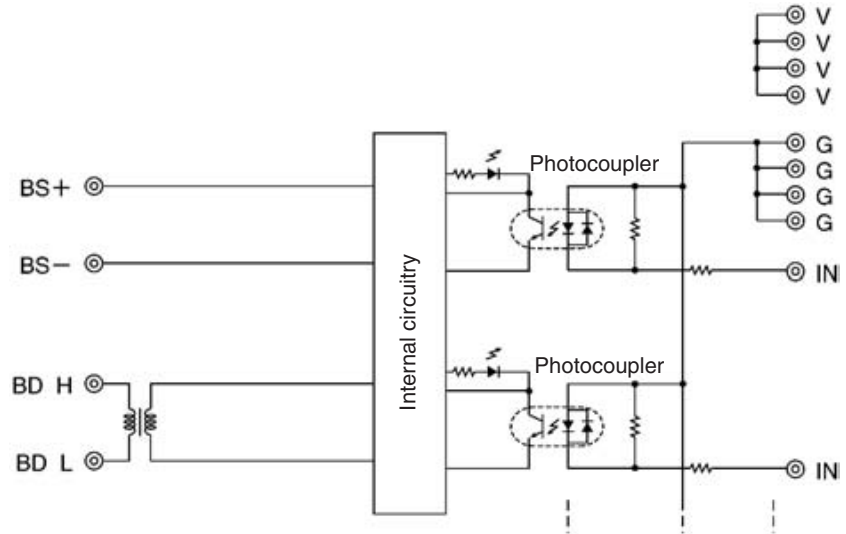 V
V
V
V
G
G
G
G
Photocoupler
BS+
BS−
IN
Internal circuitry
Photocoupler
BD H
BD L
IN